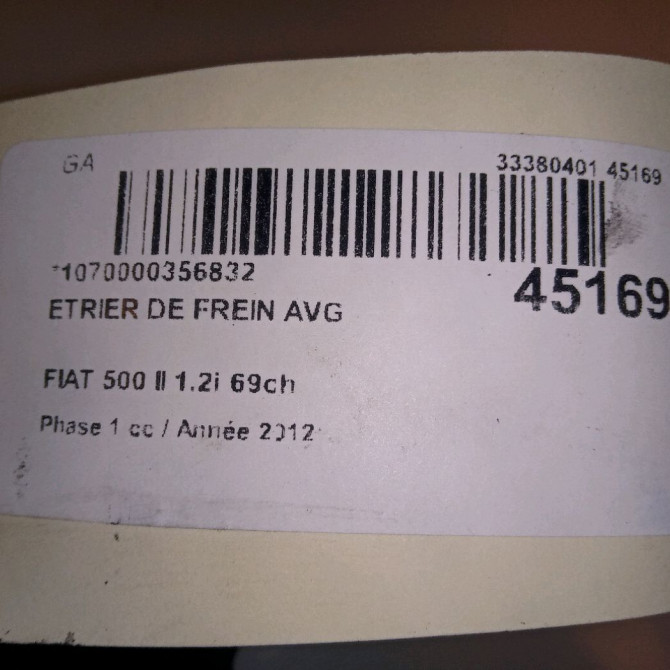 GA
33380401 45169
*1070000356832
45169
ETRIER DE FREIN AVG
FIAT 500 II 1.2i 69ch
Phase 1 cc / Année 2012